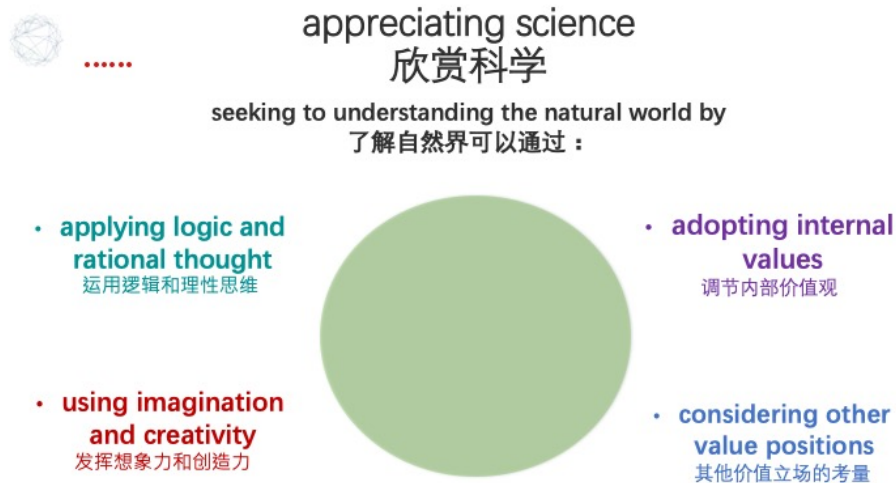 ......
appreciating science
欣赏科学
seeking to understanding the natural world by
了解自然界可以通过：
• applying logic and
rational thought
运用逻辑和理性思维
• adopting internal
values
调节内部价值观
• using imagination
and creativity
发挥想象力和创造力
• considering other
value positions
其他价值立场的考量